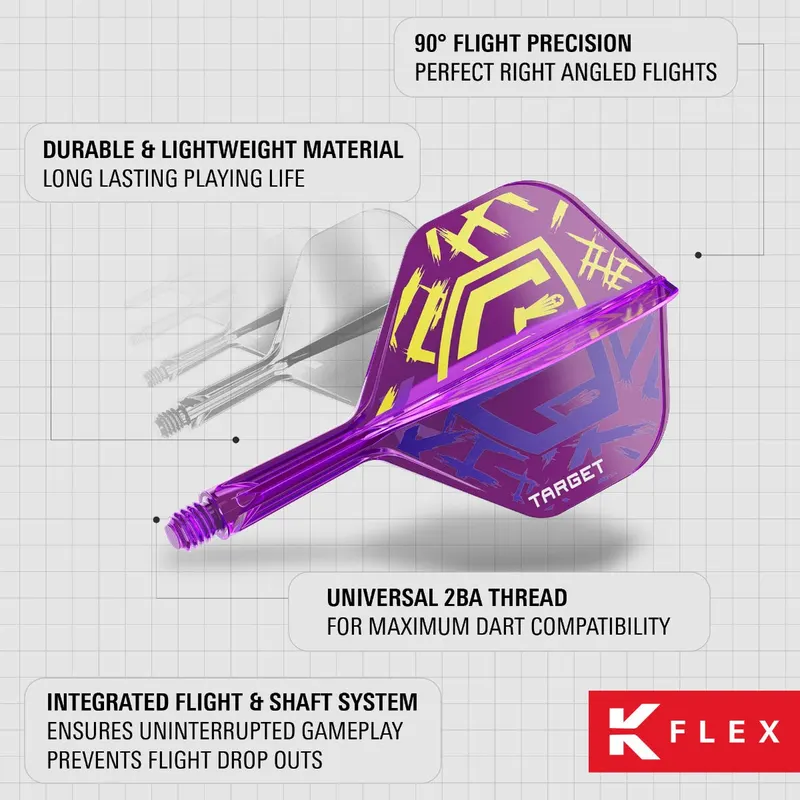 90° FLIGHT PRECISION
PERFECT RIGHT ANGLED FLIGHTS
DURABLE & LIGHTWEIGHT MATERIAL
LONG LASTING PLAYING LIFE
TARGET
UNIVERSAL 2BA THREAD
FOR MAXIMUM DART COMPATIBILITY
INTEGRATED FLIGHT & SHAFT SYSTEM
ENSURES UNINTERRUPTED GAMEPLAY
PREVENTS FLIGHT DROP OUTS
K FLEX